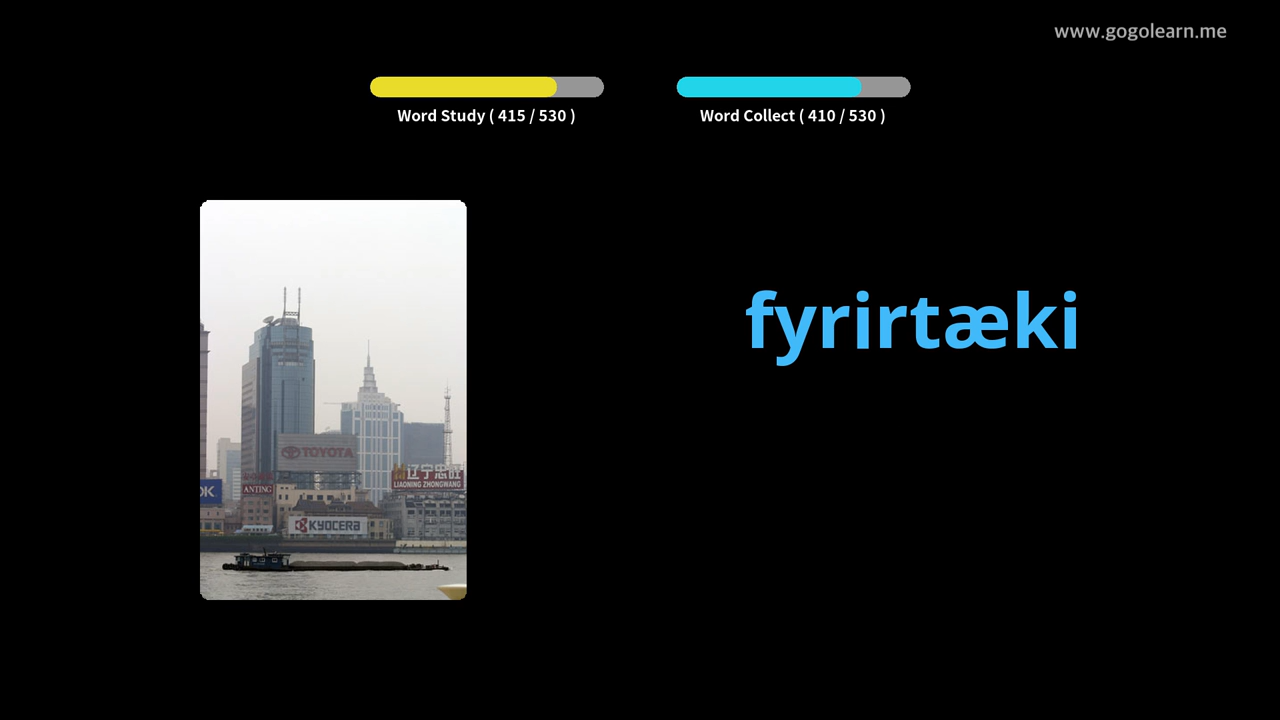 www.gogolearn.me
Word Study ( 415 / 530 )
Word Collect ( 410 / 530 )
fyrirtæki
TOYOTA
辽宁忠旺
LIAONING ZHONGWANG
OK
ANTING
KYOCERA